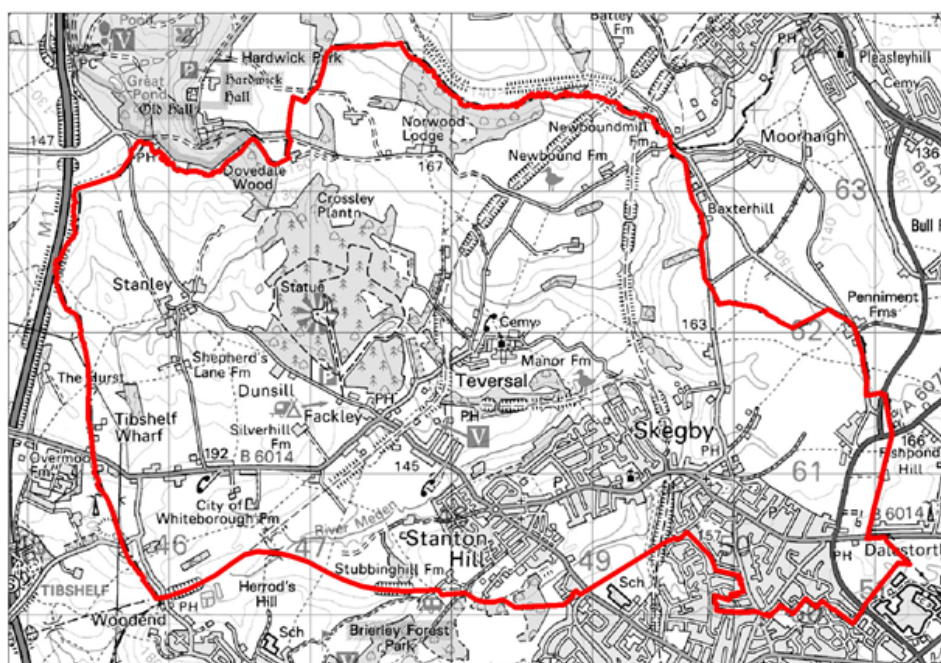 Pond
V
PC
Great
Pond
Old Hall
P
Hardwick Park
Hardwick
Hall
Batley
Fm
PH
Pleasleyhill
Cemy
147
PH
Norwood
Lodge
Newboundmill
Fm
Moorhaigh
136
6191
Dovedale
Wood
167
Newbound Fm
63
M1
Crossley
Plantn
Baxterhill
Bull
Stanley
Statue
Penniment
Fms
Cemy
163
62
Shepherd's
Lane Fm
Manor Fm
The Hurst
Dunsill
Teversal
A 607
Tibshelf
Wharf
Fackley
PH
PH
V
Skegby
166
Fishpond
Hill
Silverhill
Fm
192
B 6014
145
PH
61
Overmoor
Fm
City of
Whiteborough Fm
P
P
River Meden
B 6014
46
47
Stanton
Hill
49
157
PH
Dalestorth
TIBSHELF
Stubbinghill Fm
Sch
Herrod's
Hill
PH
Woodend
Sch
Brierley Forest
Park
V